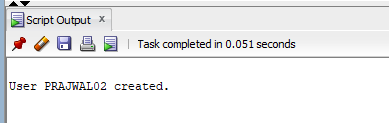 Script Output x
Task completed in 0.051 seconds
User PRAJWAL02 created.